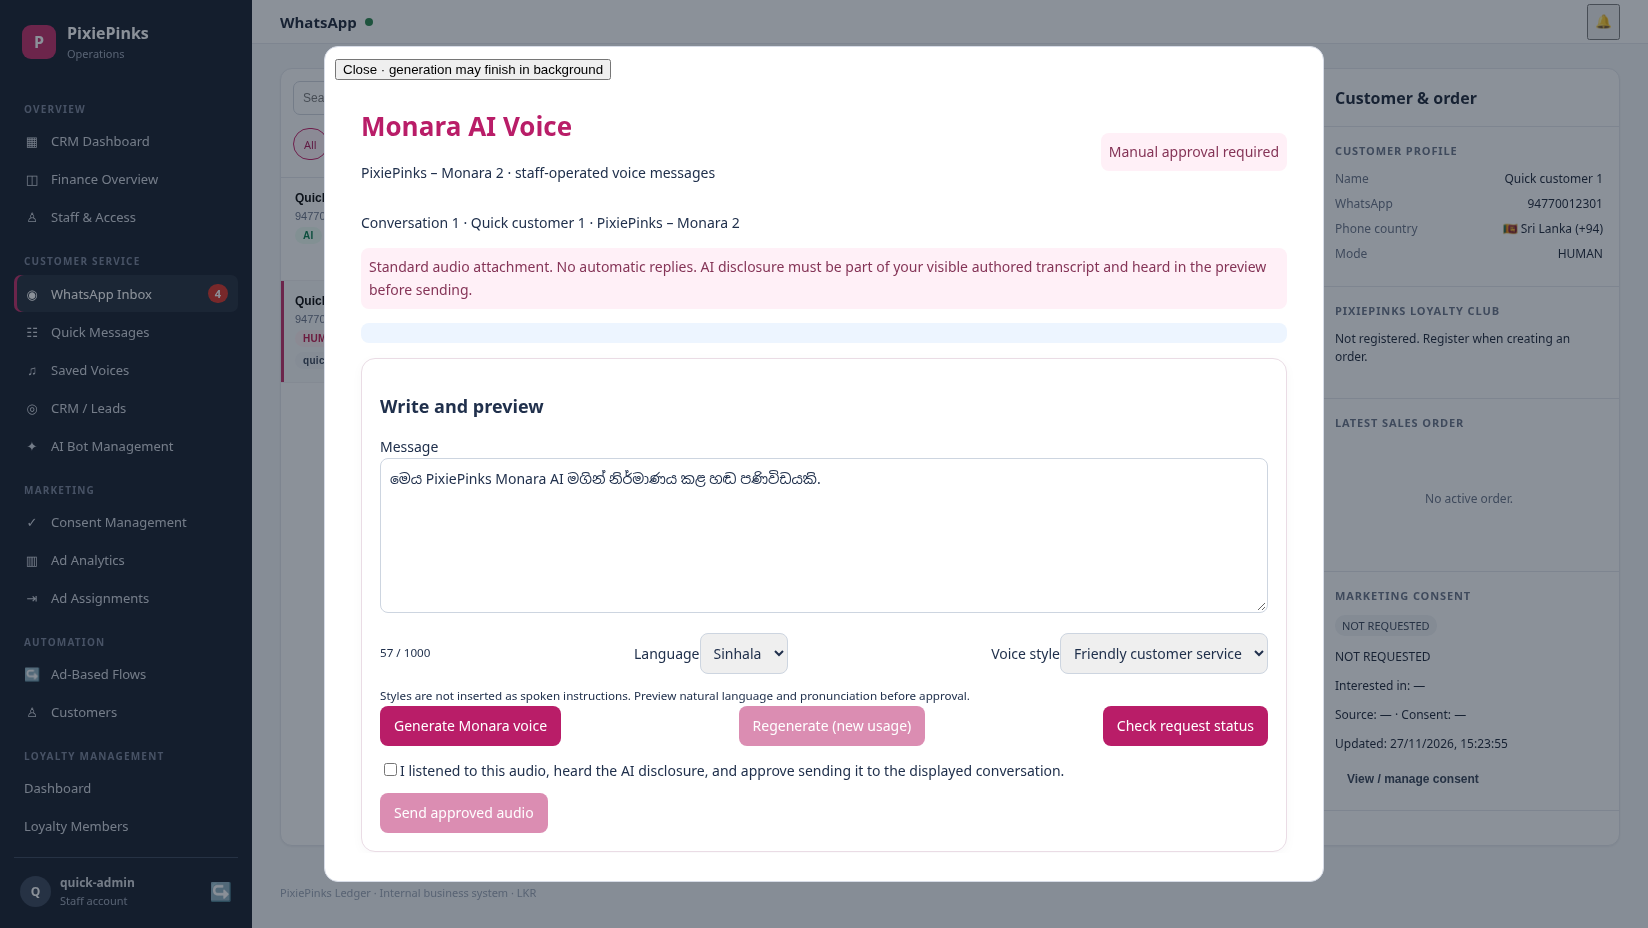 P
PixiePinks
Operations
OVERVIEW
CRM Dashboard
Finance Overview
Staff & Access
CUSTOMER SERVICE
WhatsApp Inbox
4
Quick Messages
Saved Voices
CRM / Leads
AI Bot Management
MARKETING
Consent Management
Ad Analytics
Ad Assignments
AUTOMATION
Ad-Based Flows
Customers
LOYALTY MANAGEMENT
Dashboard
Loyalty Members
Q
quick-admin
Staff account
WhatsApp
All
AI
Close · generation may finish in background
Monara AI Voice
Manual approval required
PixiePinks – Monara 2 · staff-operated voice messages
Conversation 1 · Quick customer 1 · PixiePinks – Monara 2
Standard audio attachment. No automatic replies. AI disclosure must be part of your visible authored transcript and heard in the preview
before sending.
Write and preview
Message
මෙය PixiePinks Monara AI මගින් නිර්මාණය කළ හඬ පණිවිඩයකි.
57 / 1000
Language Sinhala
Voice style Friendly customer service
Styles are not inserted as spoken instructions. Preview natural language and pronunciation before approval.
Generate Monara voice
Regenerate (new usage)
Check request status
I listened to this audio, heard the AI disclosure, and approve sending it to the displayed conversation.
Send approved audio
Customer & order
CUSTOMER PROFILE
Name Quick customer 1
WhatsApp 94770012301
Phone country Sri Lanka (+94)
Mode HUMAN
PIXIEPINKS LOYALTY CLUB
Not registered. Register when creating an
order.
LATEST SALES ORDER
No active order.
MARKETING CONSENT
NOT REQUESTED
NOT REQUESTED
Interested in: —
Source: — · Consent: —
Updated: 27/11/2026, 15:23:55
View / manage consent
PixiePinks Ledger · Internal business system · LKR